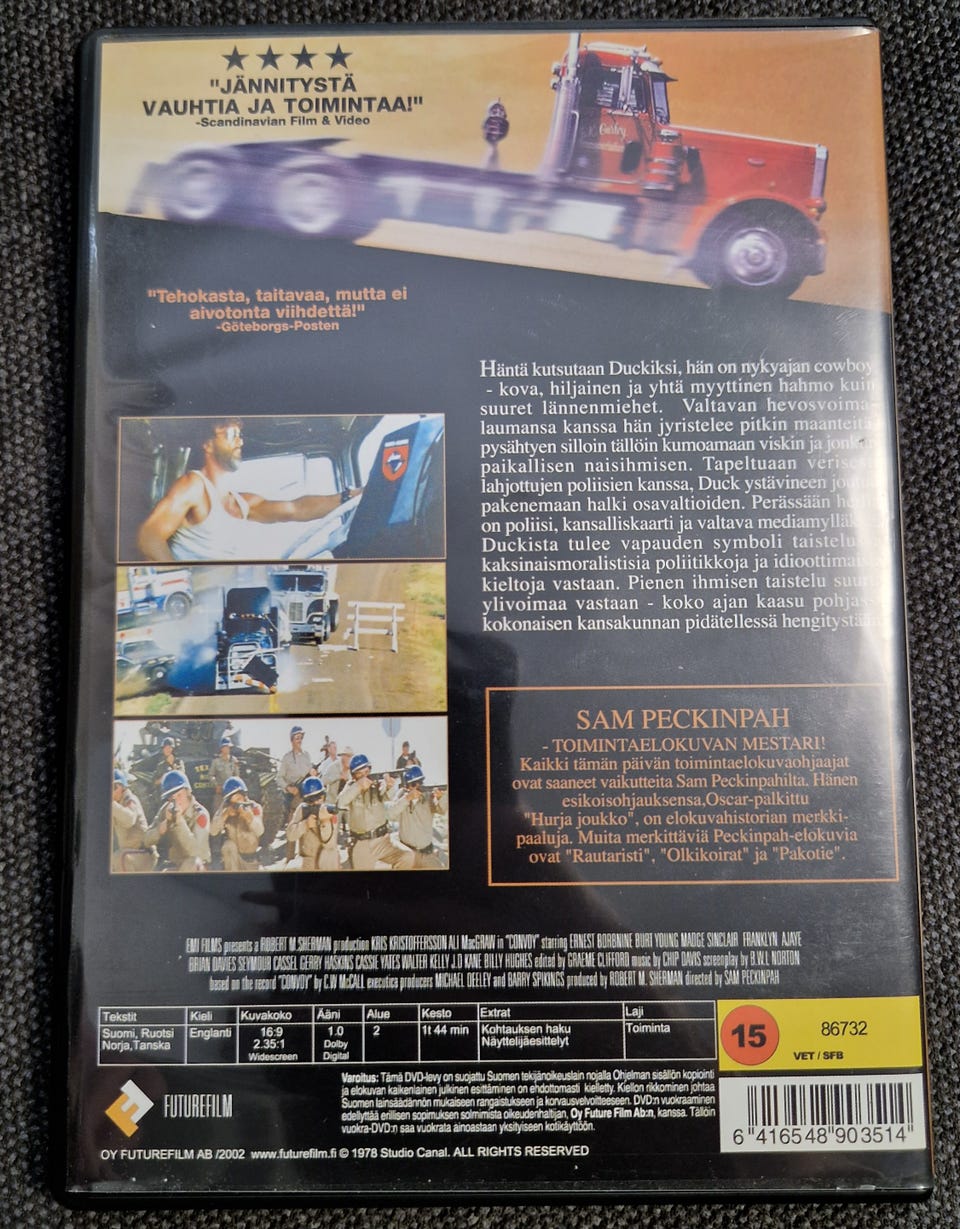 "JÄNNITYSTÄ
VAUHTIA JA TOIMINTAA!"
-Scandinavian Film & Video
"Tehokasta, taitavaa, mutta ei
aivotonta viihdettä!"
-Göteborgs-Posten
Häntä kutsutaan Duckiksi, hän on nykyajan cowboy
- kova, hiljainen ja yhtä myyttinen hahmo kuin
suuret lännenmiehet. Valtavan hevosvoima-
laumansa kanssa hän jyristelee pitkin maanteitä
pysähtyen silloin tällöin kumoamaan viskin ja jonkun
paikallisen naisihmisen. Tapeltuaan
lahjottujen poliisien kanssa, Duck ystävineen
pakenemaan halki osavaltioiden. Perässään
on poliisi, kansalliskaarti ja valtava
Duckista tulee vapauden symboli
kaksinaismoralistisia poliitikkoja ja
kieltoja vastaan. Pienen ihmisen taistelu
ylivoimaa vastaan - koko ajan kaasu
kokonaisen kansakunnan pidätellessä
SAM PECKINPAH
- TOIMINTAELOKUVAN MESTARI!
Kaikki tämän päivän toimintaelokuvaohjaajat
ovat saaneet vaikutteita Sam Peckinpahilta. Hänen
esikoisohjauksensa,Oscar-palkittu
"Hurja joukko", on elokuvahistorian merkki-
paaluja. Muita merkittäviä Peckinpah-elokuvia
ovat "Rautaristi", "Olkikoirat" ja "Pakotie".
EMI FILMS presents a ROBERT M.SHERMAN production KRIS KRISTOFFERSSON ALI MacGRAW in "CONVOY" starring ERNEST BORBNINE BURT YOUNG MADGE SINCLAIR FRANKLYN AJAYE
BRIAN DAVIES SEYMOUR CASSEL GERRY HASKINS CASSIE YATES WALTER KELLY J.D KANE BILLY HUGHES edited by GRAEME CLIFFORD music by CHIP DAVIS screenplay by B.W.L NORTON
based on the record "CONVOY" by C.W McCALL executice producers MICHAEL DEELEY and BARRY SPIKINGS produced by ROBERT M. SHERMAN directed by SAM PECKINPAH
Tekstit Kieli Kuvakoko Ääni Alue Kesto Extrat Laji
Suomi, Ruotsi Englanti 16:9 1.0 2 1t 44 min Kohtauksen haku Toiminta
Norja,Tanska 2.35:1 Dolby Näyttelijäesittelyt
Widescreen Digital
15 86732
VET / SFB
Varoitus: Tämä DVD-levy on suojattu Suomen tekijänoikeuslain nojalla Ohjelman sisällön kopiointi
ja elokuvan kaikenlainen julkinen esittäminen on ehdottomasti kielletty. Kiellon rikkominen johtaa
Suomen lainsäädännön mukaiseen rangaistukseen ja korvausvelvoitteeseen. DVD:n vuokraaminen
edellyttää erillisen sopimuksen solmimista oikeudenhaltijan, Oy Future Film Ab:n, kanssa. Tällöin
vuokra-DVD:n saa vuokrata ainoastaan yksityiseen kotikäyttöön.
FUTUREFILM
6 416548 903514
OY FUTUREFILM AB /2002 www.futurefilm.fi © 1978 Studio Canal. ALL RIGHTS RESERVED